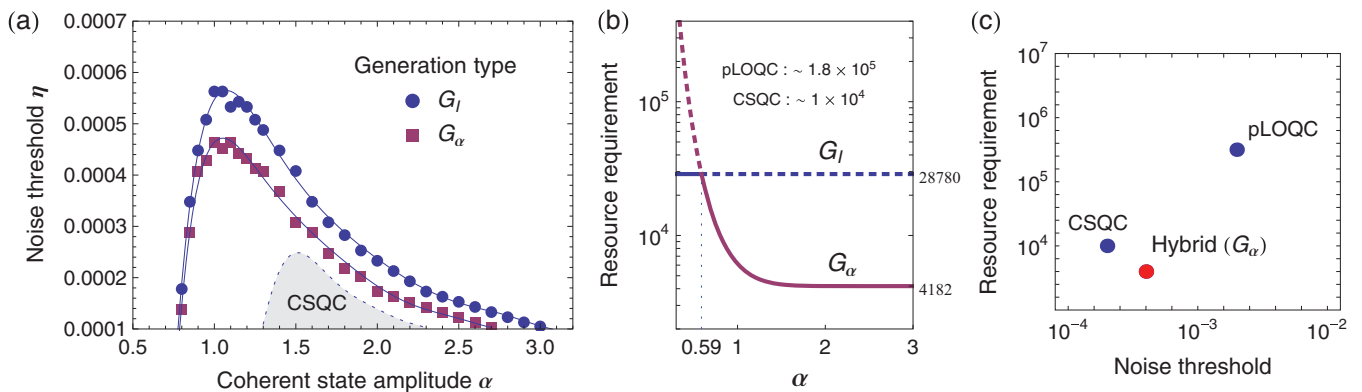 (a)
0.0007
0.0006
0.0005
0.0004
0.0003
0.0002
0.0001
Noise threshold η
Generation type
G_I
G_α
CSQC
0.5 1.0 1.5 2.0 2.5 3.0
Coherent state amplitude α
(b)
Resource requirement
10^5
10^4
pLOQC : ~ 1.8 × 10^5
CSQC : ~ 1 × 10^4
G_I
28780
G_α
4182
0.59 1 2 3
α
(c)
Resource requirement
10^7
10^6
10^5
10^4
10^3
pLOQC
CSQC
Hybrid (G_α)
10^−4 10^−3 10^−2
Noise threshold